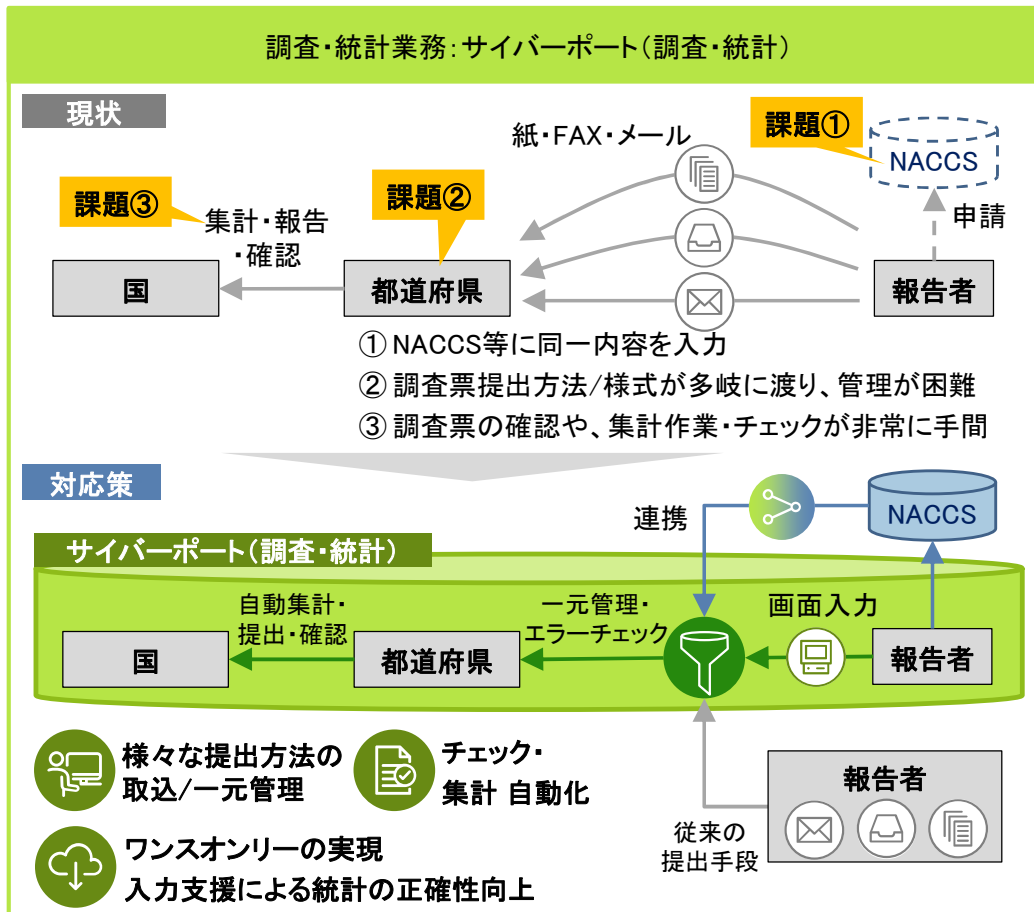 調査・統計業務：サイバーポート（調査・統計）
現状
紙・FAX・メール
課題①
NACCS
課題③
課題②
集計・報告
・確認
申請
国
都道府県
報告者
① NACCS等に同一内容を入力
② 調査票提出方法/様式が多岐に渡り、管理が困難
③ 調査票の確認や、集計作業・チェックが非常に手間
対応策
連携
NACCS
サイバーポート（調査・統計）
自動集計・
提出・確認
一元管理・
エラーチェック
画面入力
国
都道府県
報告者
様々な提出方法の
取込/一元管理
チェック・
集計 自動化
報告者
従来の
提出手段
ワンスオンリーの実現
入力支援による統計の正確性向上